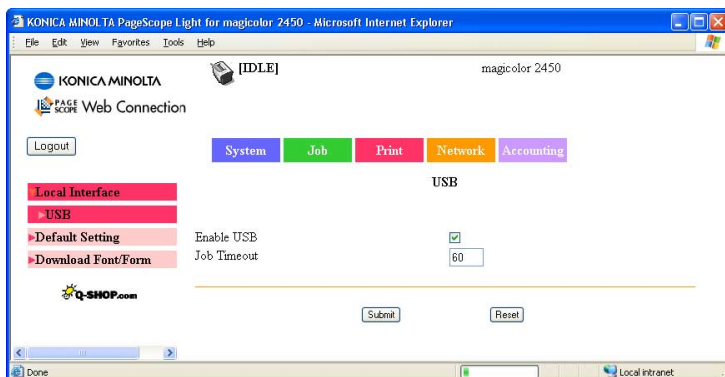 KONICA MINOLTA PageScope Light for magicolor 2450 - Microsoft Internet Explorer
File Edit View Favorites Tools Help
KONICA MINOLTA
[IDLE]
magicolor 2450
PAGE SCOPE Web Connection
Logout
System Job Print Network Accounting
USB
Local Interface
USB
Default Setting
Download Font/Form
Enable USB
Job Timeout 60
Q-SHOP.com
Submit Reset
Done Local intranet